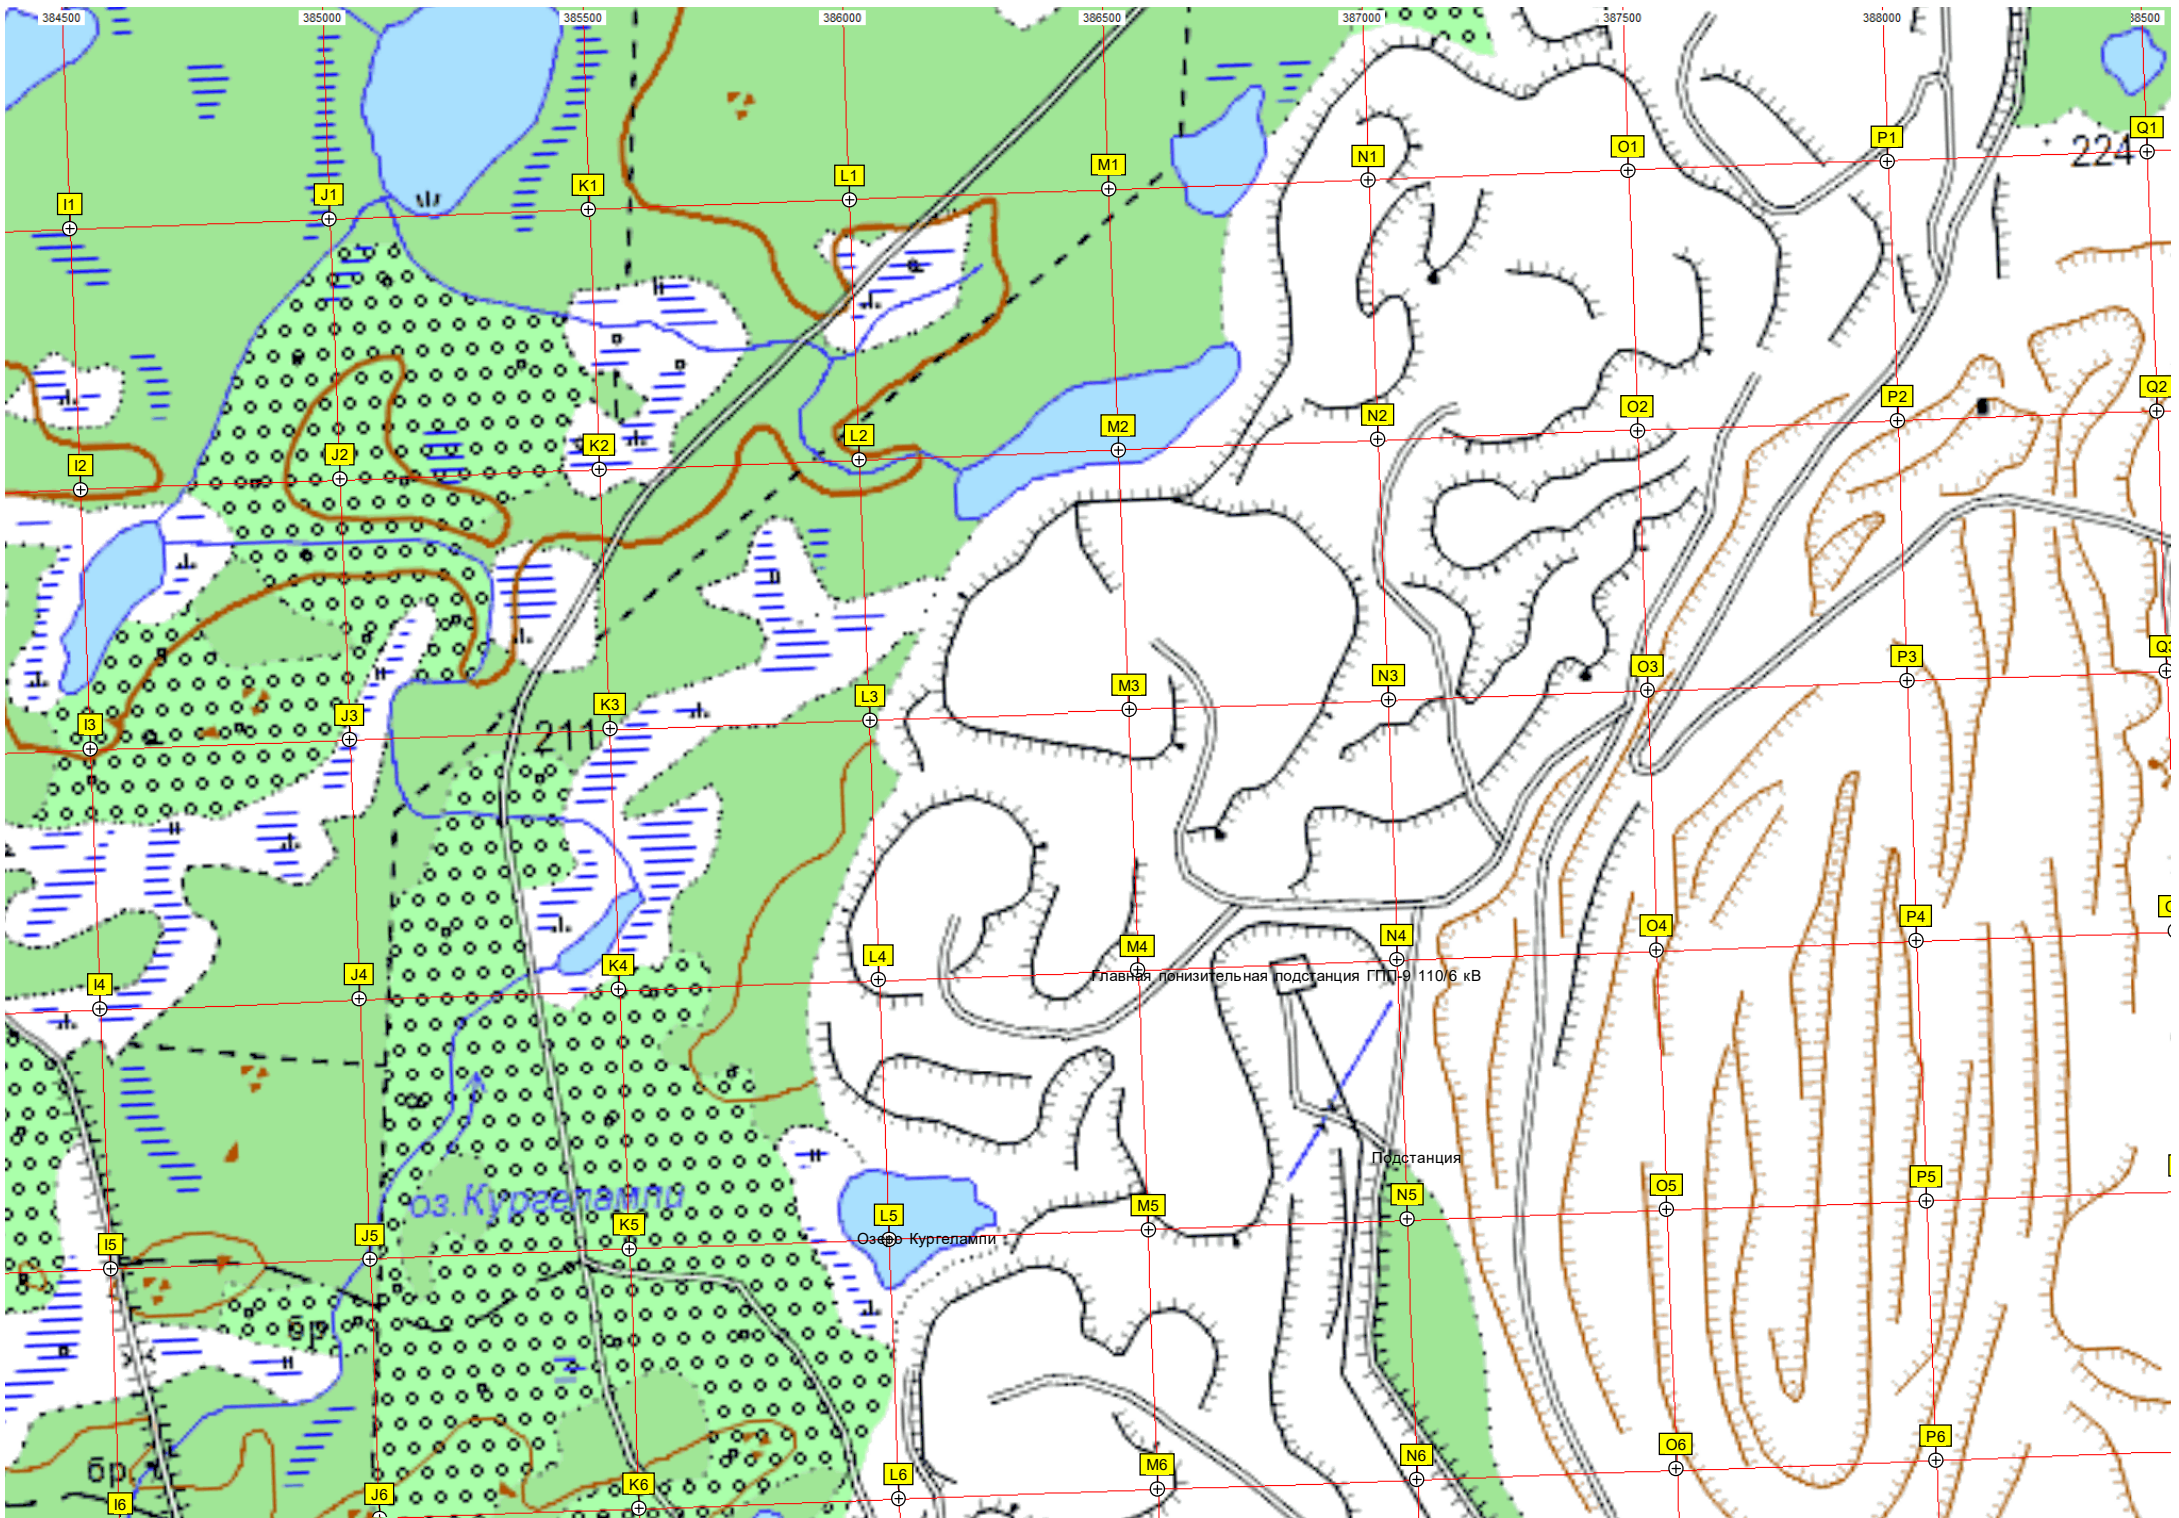 384500 385000 385500 386000 386500 387000 387500 388000 38500
I1 J1 K1 L1 M1 N1 O1 P1 Q1
224
I2 J2 K2 L2 M2 N2 O2 P2 Q2
I3 J3 K3 L3 M3 N3 O3 P3
211
I4 J4 K4 L4 M4 N4 O4 P4
Главная понизительная подстанция ГПП-9 110/6 кВ
Подстанция
оз.Кургелампи
I5 J5 K5 L5 M5 N5 O5 P5
Озеро Кургелампи
бр.
бр.
I6 J6 K6 L6 M6 N6 O6 P6